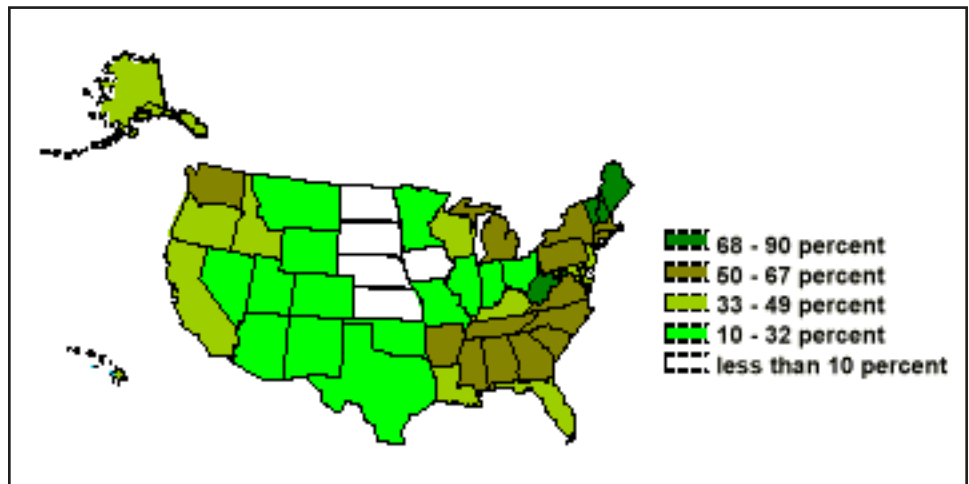 68 - 90 percent
50 - 67 percent
33 - 49 percent
10 - 32 percent
less than 10 percent